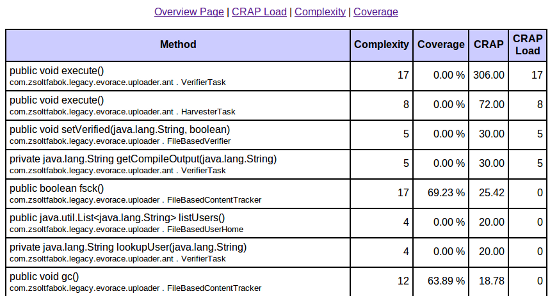 Overview Page | CRAP Load | Complexity | Coverage
Method Complexity Coverage CRAP CRAP Load
public void execute()
com.zsoltfabok.legacy.evorace.uploader.ant . VerifierTask 17 0.00 % 306.00 17
public void execute()
com.zsoltfabok.legacy.evorace.uploader.ant . HarvesterTask 8 0.00 % 72.00 8
public void setVerified(java.lang.String, boolean)
com.zsoltfabok.legacy.evorace.uploader . FileBasedVerifier 5 0.00 % 30.00 5
private java.lang.String getCompileOutput(java.lang.String)
com.zsoltfabok.legacy.evorace.uploader.ant . VerifierTask 5 0.00 % 30.00 5
public boolean fsck()
com.zsoltfabok.legacy.evorace.uploader . FileBasedContentTracker 17 69.23 % 25.42 0
public java.util.List<java.lang.String> listUsers()
com.zsoltfabok.legacy.evorace.uploader . FileBasedUserHome 4 0.00 % 20.00 0
private java.lang.String lookupUser(java.lang.String)
com.zsoltfabok.legacy.evorace.uploader.ant . VerifierTask 4 0.00 % 20.00 0
public void gc()
com.zsoltfabok.legacy.evorace.uploader . FileBasedContentTracker 12 63.89 % 18.78 0